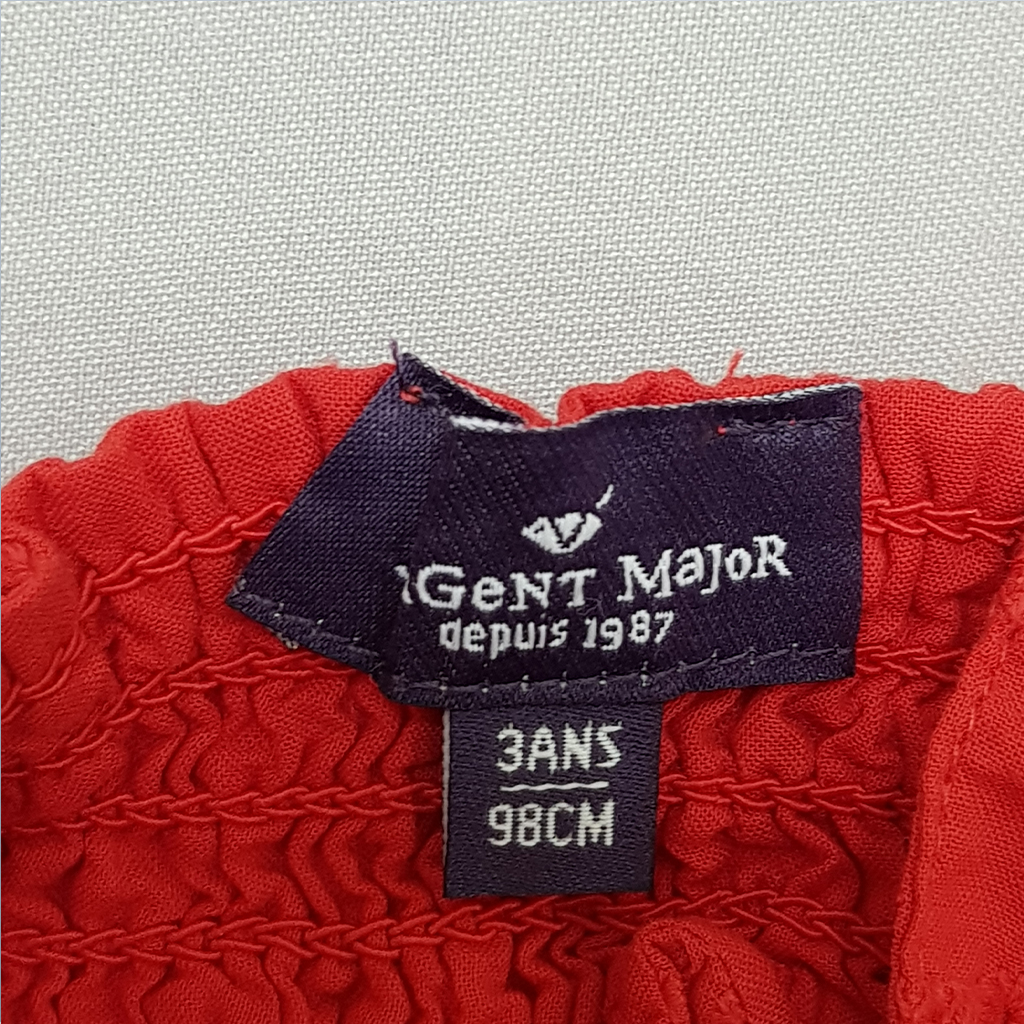 GeNT MaJoR
depuis 1987
3ANS
98CM